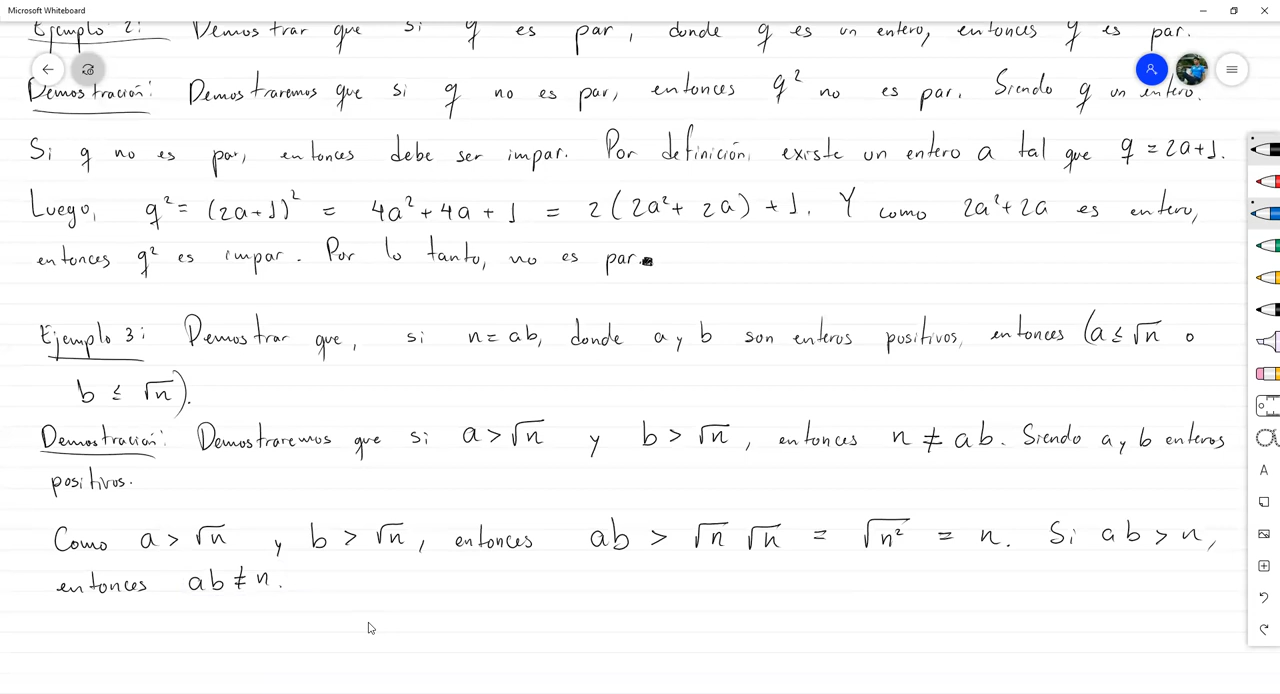 Microsoft Whiteboard
Ejemplo 2: Demostrar que si q² es par, donde q es un entero, entonces q es par.
Demostración: Demostraremos que si q no es par, entonces q² no es par. Siendo q un entero.
Si q no es par, entonces debe ser impar. Por definición, existe un entero a tal que q = 2a+1.
Luego, q² = (2a+1)² = 4a² + 4a + 1 = 2(2a² + 2a) + 1. Y como 2a² + 2a es entero,
entonces q² es impar. Por lo tanto, no es par.
Ejemplo 3: Demostrar que, si n = ab, donde a y b son enteros positivos, entonces (a ≤ √n o
b ≤ √n).
Demostración: Demostraremos que si a > √n y b > √n, entonces n ≠ ab. Siendo a y b enteros
positivos.
Como a > √n y b > √n, entonces ab > √n √n = √n² = n. Si ab > n,
entonces ab ≠ n.